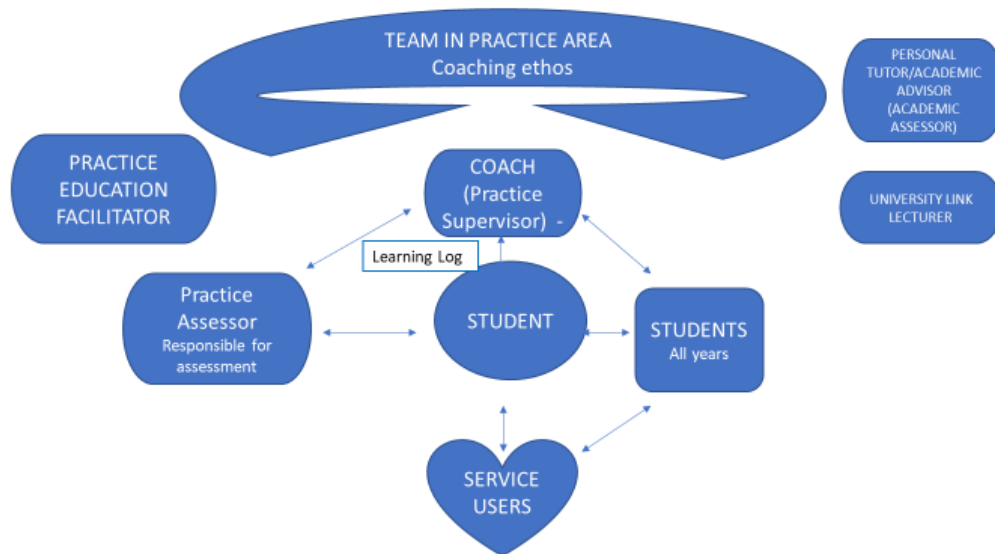 TEAM IN PRACTICE AREA
Coaching ethos
PERSONAL
TUTOR/ACADEMIC
ADVISOR
(ACADEMIC
ASSESSOR)
PRACTICE
EDUCATION
FACILITATOR
COACH
(Practice
Supervisor) -
UNIVERSITY LINK
LECTURER
Learning Log
Practice
Assessor
Responsible for
assessment
STUDENT
STUDENTS
All years
SERVICE
USERS